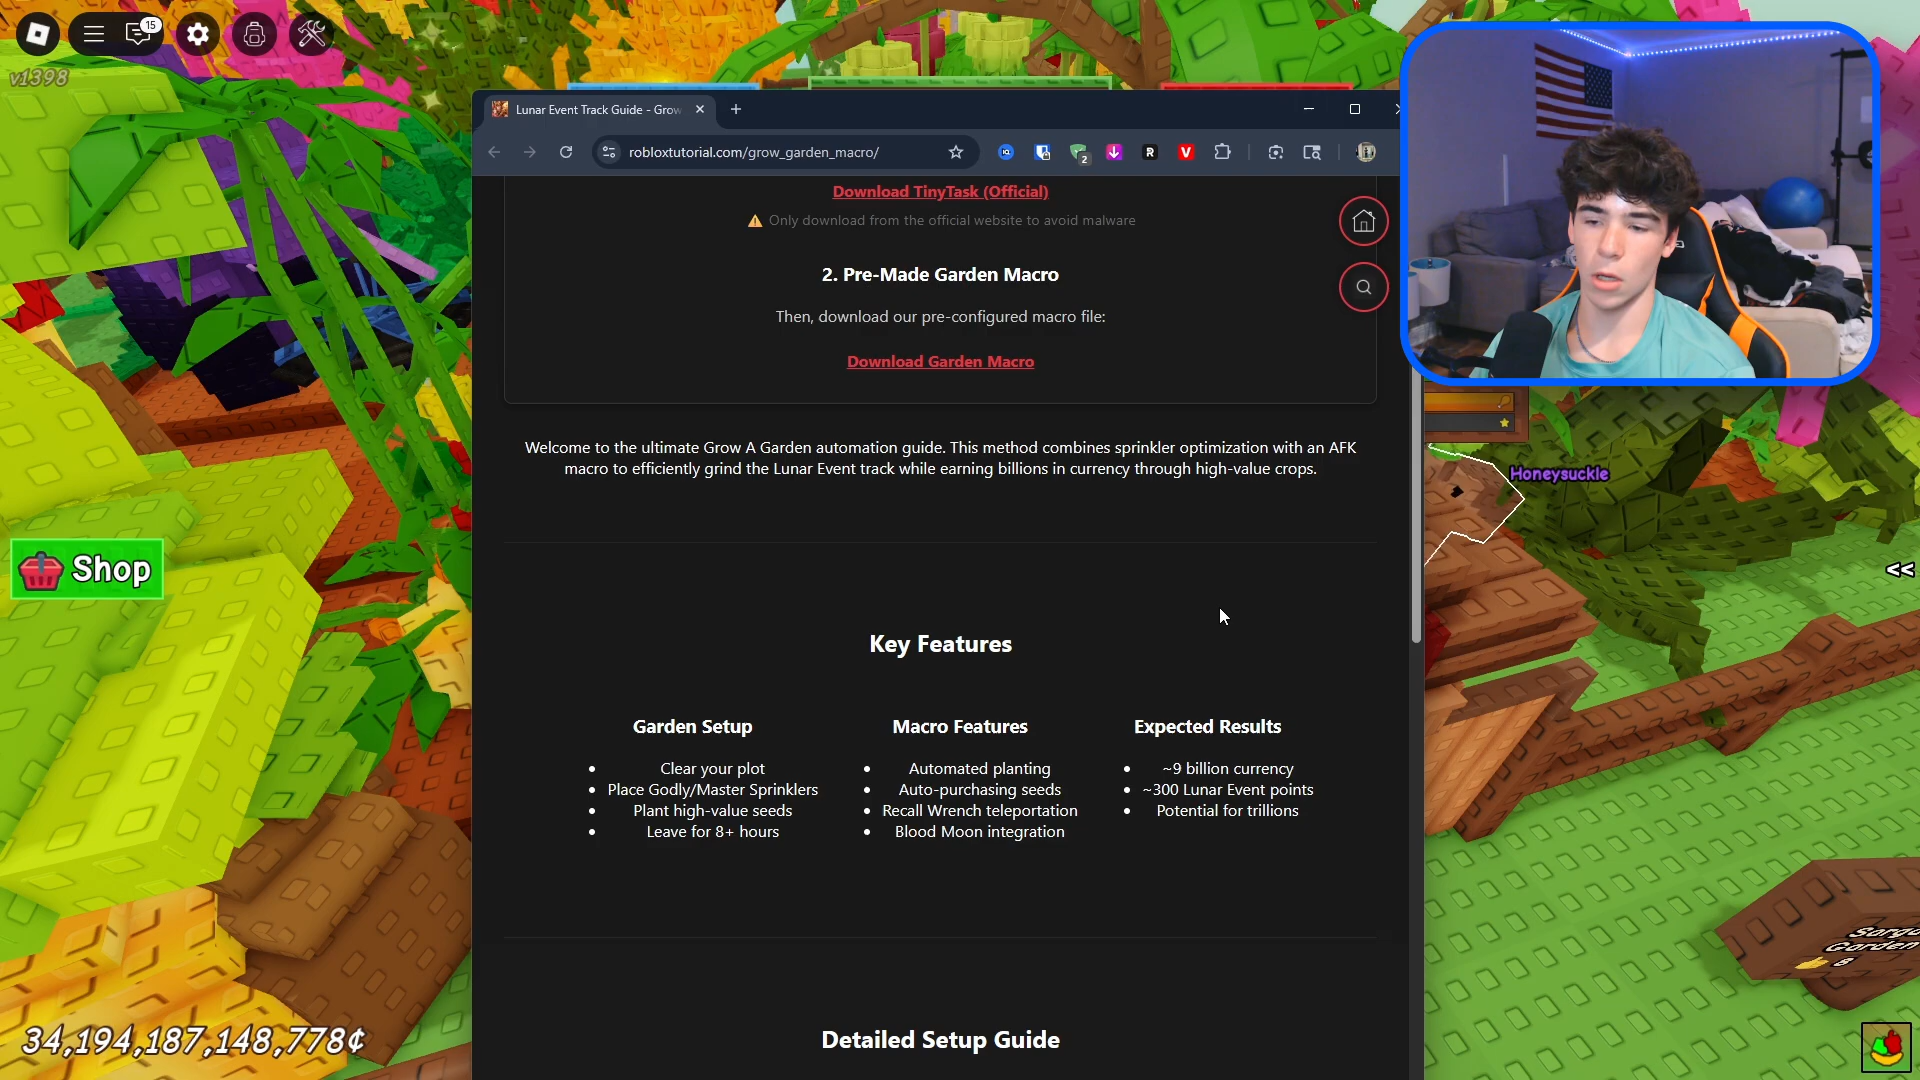 15
v1398
Lunar Event Track Guide - Grow
robloxtutorial.com/grow_garden_macro/
2
Download TinyTask (Official)
Only download from the official website to avoid malware
2. Pre-Made Garden Macro
Then, download our pre-configured macro file:
Download Garden Macro
Welcome to the ultimate Grow A Garden automation guide. This method combines sprinkler optimization with an AFK
macro to efficiently grind the Lunar Event track while earning billions in currency through high-value crops.
Honeysuckle
Shop
<<
Key Features
Garden Setup
Clear your plot
Place Godly/Master Sprinklers
Plant high-value seeds
Leave for 8+ hours
Macro Features
Automated planting
Auto-purchasing seeds
Recall Wrench teleportation
Blood Moon integration
Expected Results
~9 billion currency
~300 Lunar Event points
Potential for trillions
Garden
34,194,187,148,778¢
Detailed Setup Guide